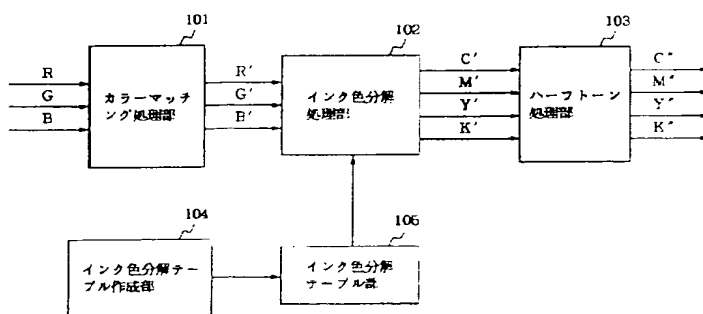 101
102
103
R
G
B
カラーマッチング処理部
R′
G′
B′
インク色分解処理部
C′
M′
Y′
K′
ハーフトーン処理部
C″
M″
Y″
K″
104
インク色分解テーブル作成部
105
インク色分解テーブル部